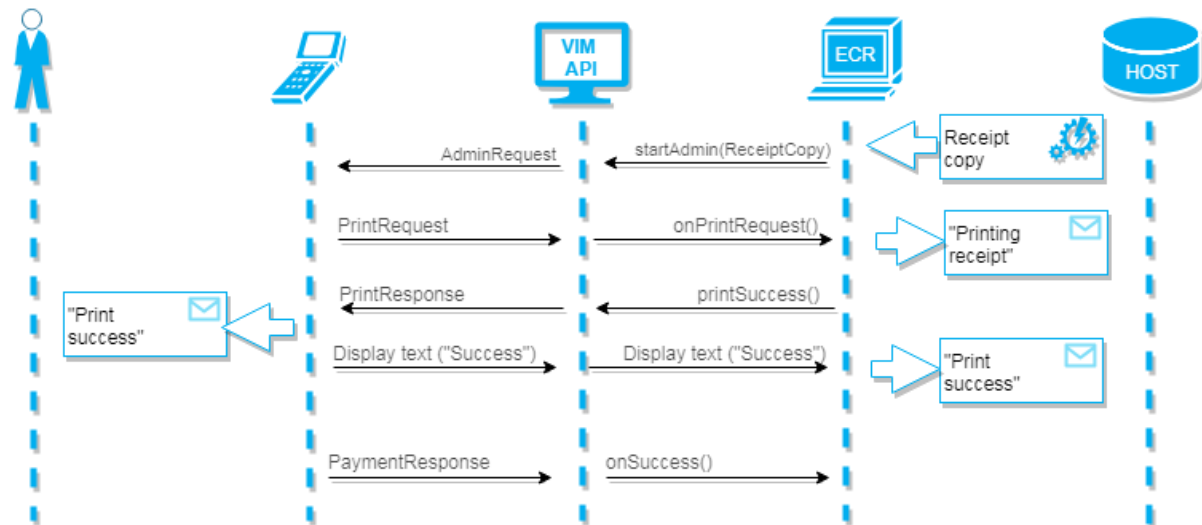 VIM
API
ECR
HOST
Receipt
copy
AdminRequest
startAdmin(ReceiptCopy)
PrintRequest
onPrintRequest()
"Printing
receipt"
PrintResponse
printSuccess()
"Print
success"
Display text ("Success")
Display text ("Success")
"Print
success"
PaymentResponse
onSuccess()